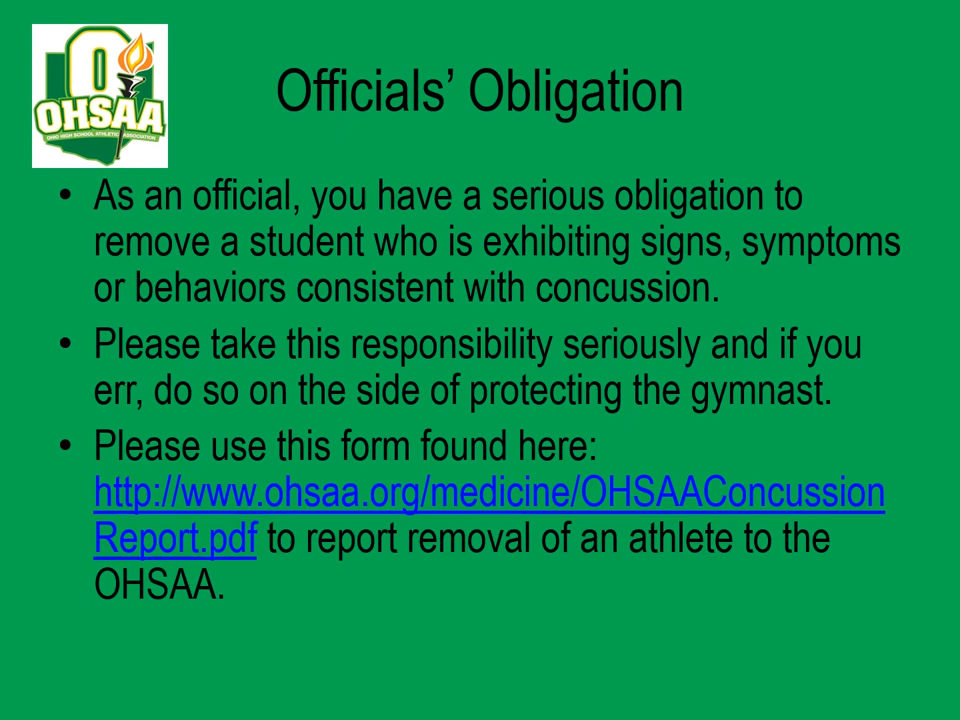 OHSAA
OHIO HIGH SCHOOL ATHLETIC ASSOCIATION
Officials’ Obligation
• As an official, you have a serious obligation to
remove a student who is exhibiting signs, symptoms
or behaviors consistent with concussion.
• Please take this responsibility seriously and if you
err, do so on the side of protecting the gymnast.
• Please use this form found here:
http://www.ohsaa.org/medicine/OHSAAConcussion
Report.pdf to report removal of an athlete to the
OHSAA.